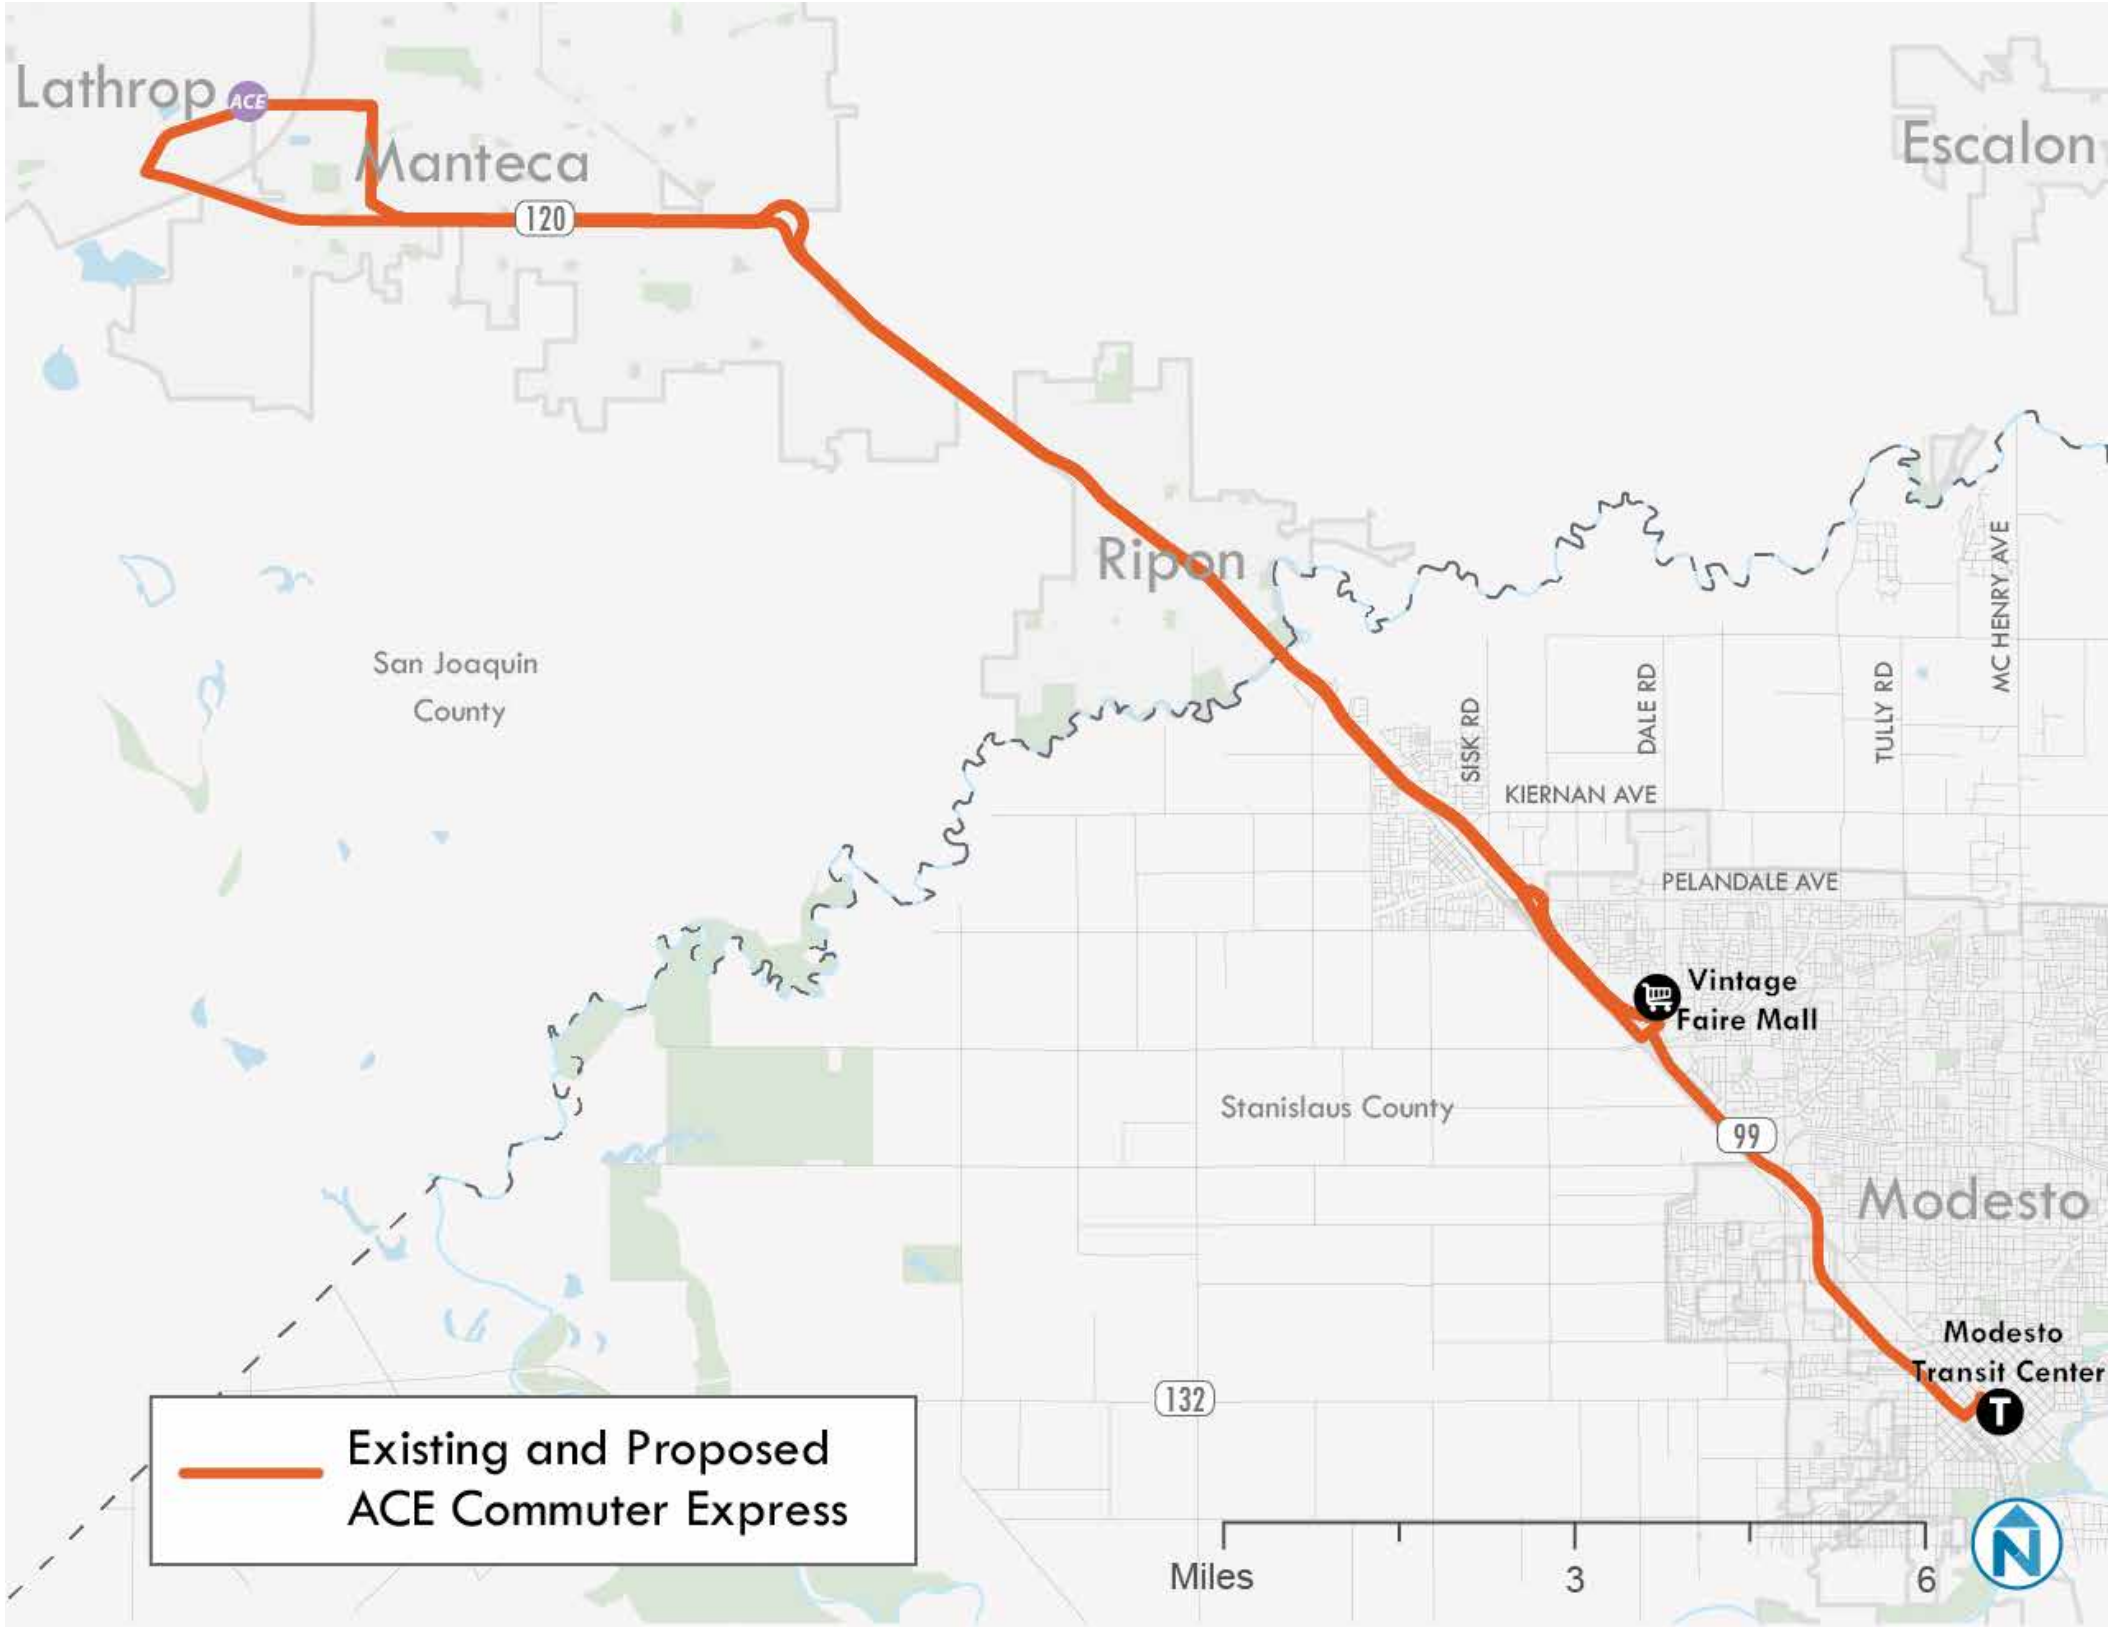 Lathrop
ACE
Manteca
120
Escalon
Ripon
San Joaquin
County
SISK RD
DALE RD
TULLY RD
MC HENRY AVE
KIERNAN AVE
PELANDALE AVE
Vintage
Faire Mall
Stanislaus County
99
Modesto
Modesto
Transit Center
T
132
Existing and Proposed
ACE Commuter Express
Miles
3
6
N